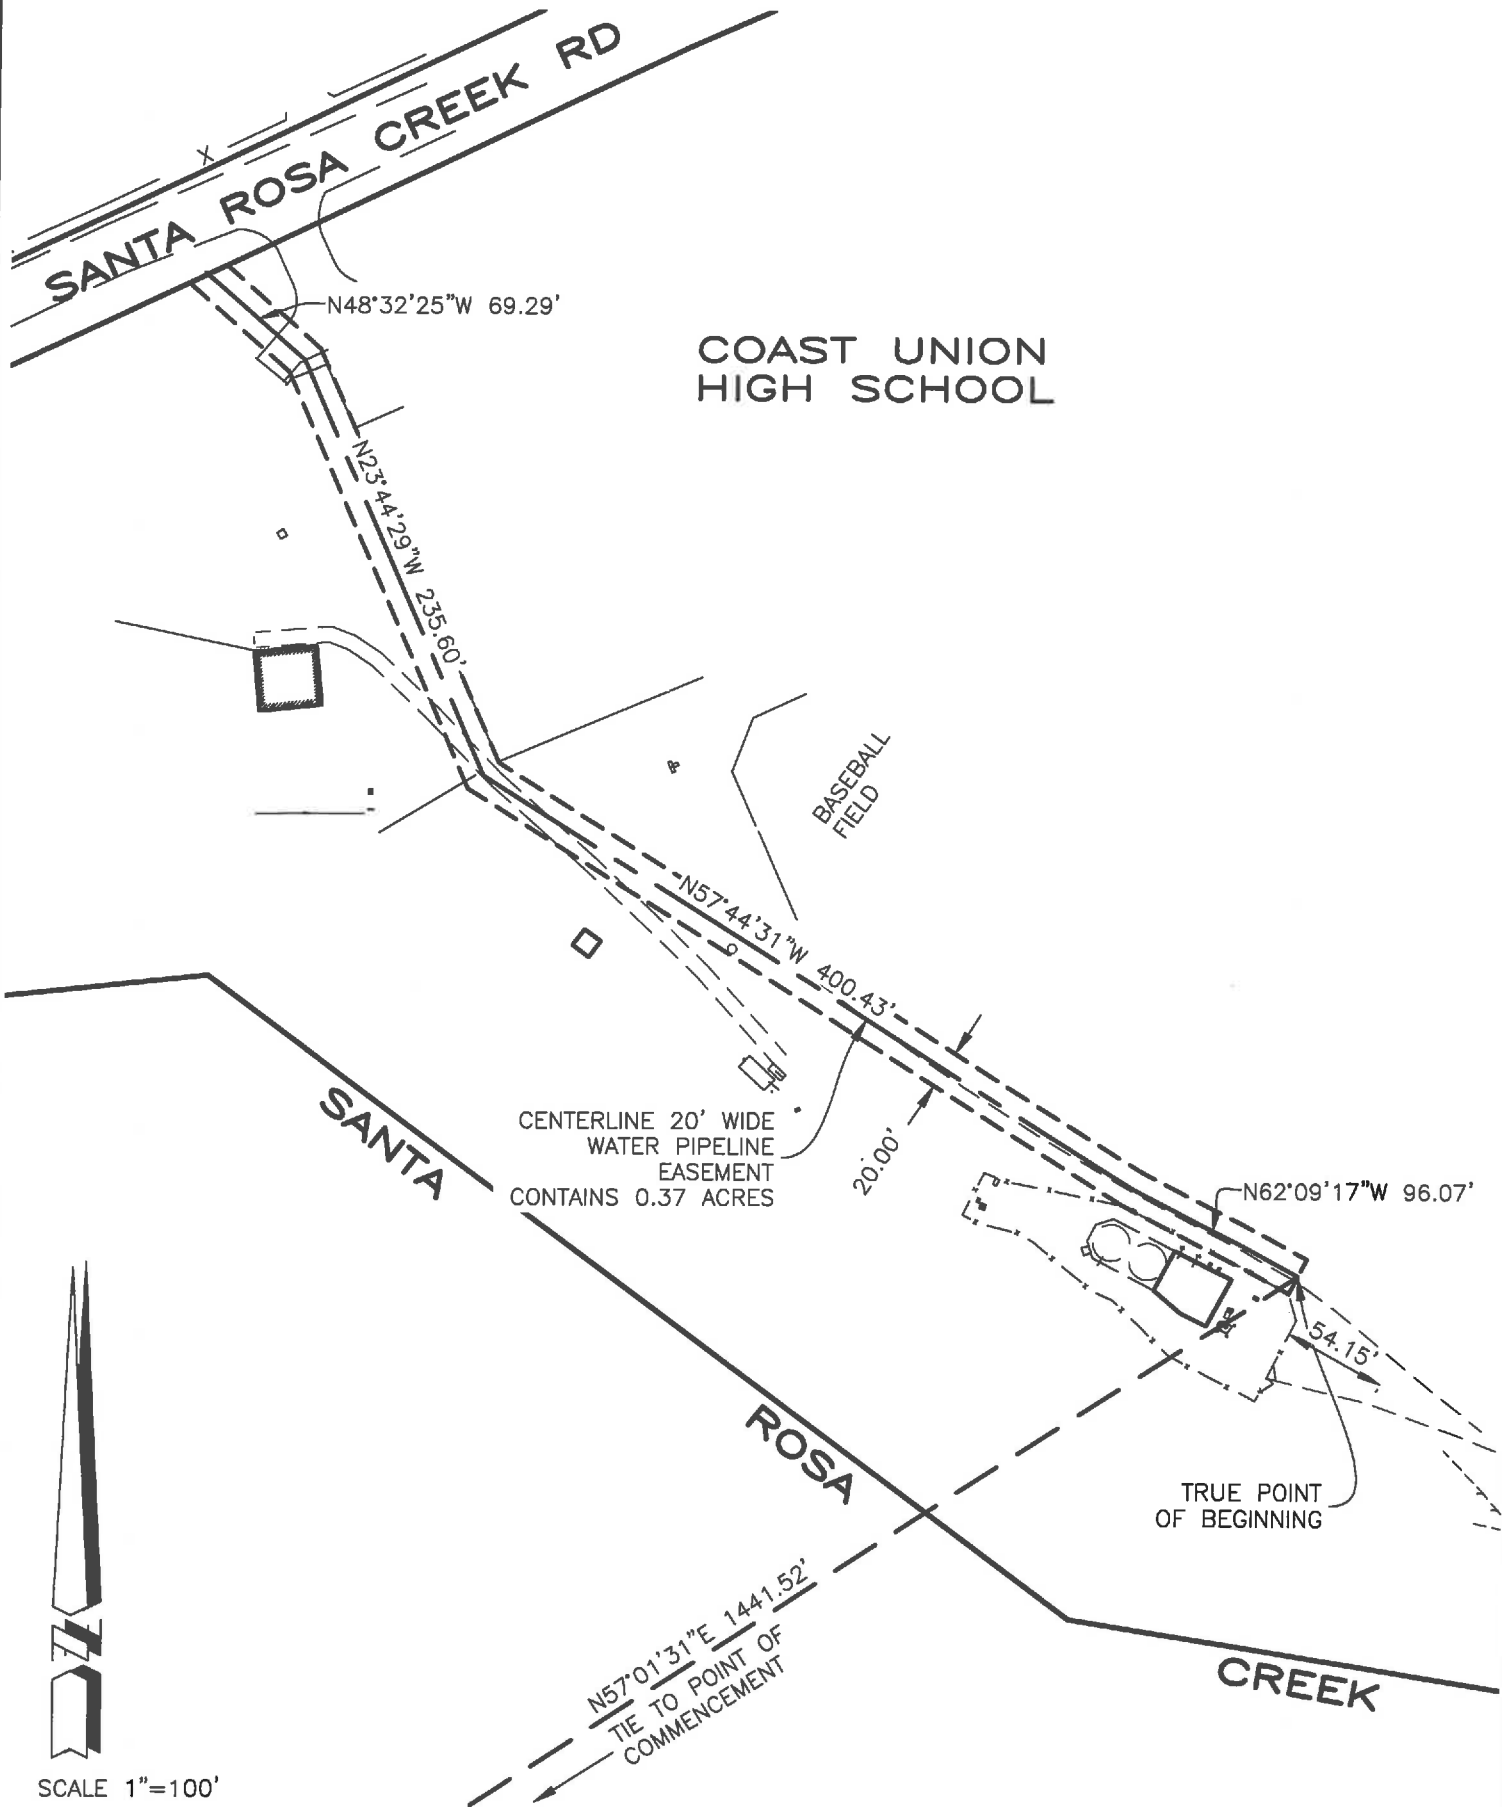 SANTA ROSA CREEK RD
N48°32'25"W 69.29'
COAST UNION
HIGH SCHOOL
N23°44'29"W 235.60'
BASEBALL
FIELD
N57°44'31"W 400.43'
CENTERLINE 20' WIDE
WATER PIPELINE
EASEMENT
CONTAINS 0.37 ACRES
20.00'
N62°09'17"W 96.07'
54.15'
TRUE POINT
OF BEGINNING
SANTA
ROSA
CREEK
N57°01'31"E 1441.52'
TIE TO POINT OF
COMMENCEMENT
N
SCALE 1"=100'